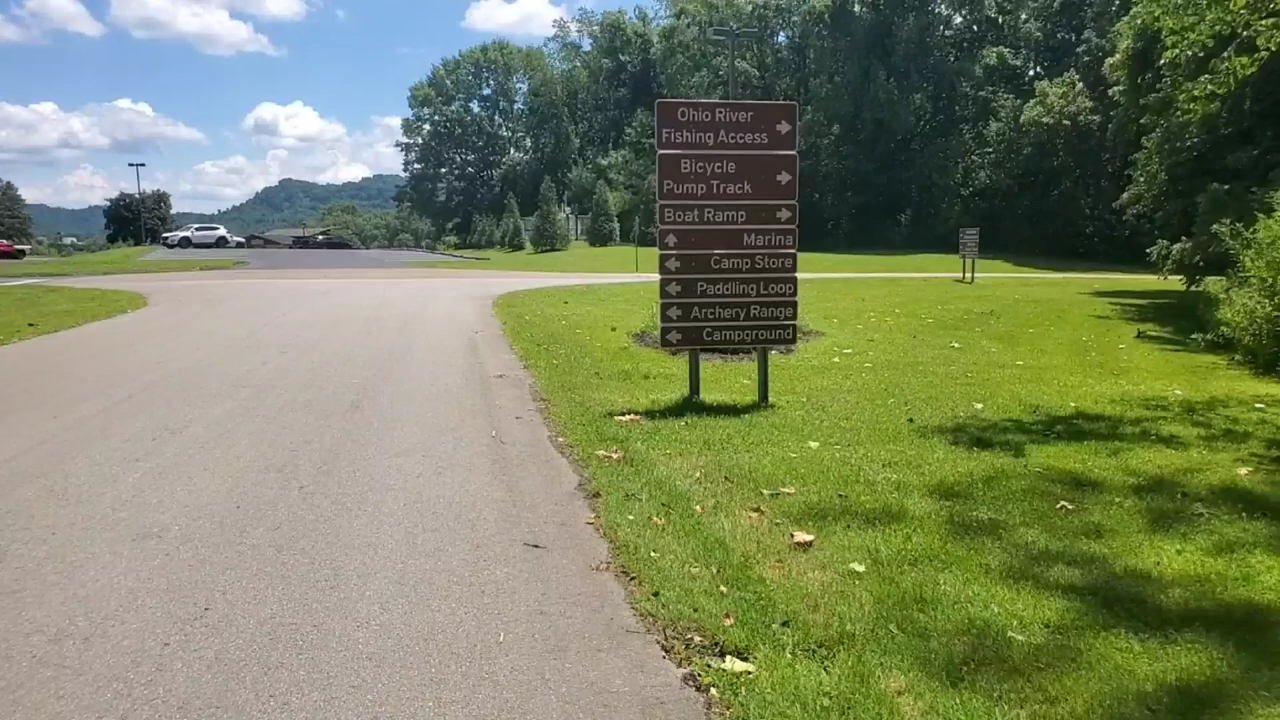 Ohio River
Fishing Access
Bicycle
Pump Track
Boat Ramp
Marina
Camp Store
Paddling Loop
Archery Range
Campground